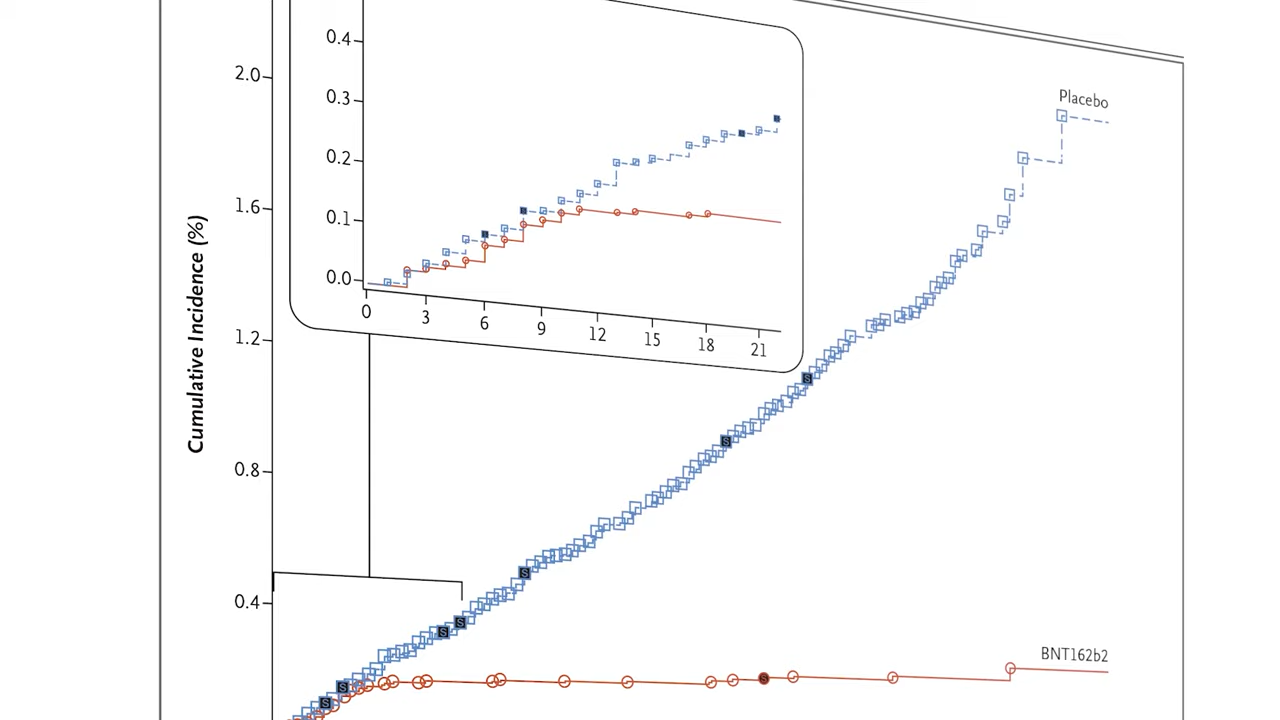 0.4
0.3
0.2
0.1
0.0
0 3 6 9 12 15 18 21
2.0
1.6
1.2
0.8
0.4
Cumulative Incidence (%)
Placebo
BNT162b2
S
S
S
S
S
S
S
S